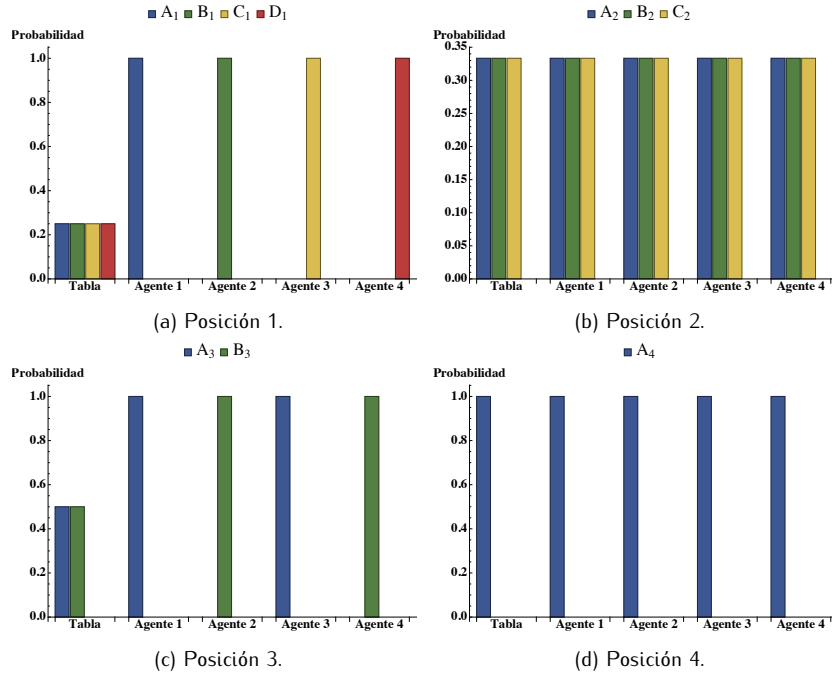 A₁ B₁ C₁ D₁
Probabilidad
1.0
0.8
0.6
0.4
0.2
0.0
Tabla Agente 1 Agente 2 Agente 3 Agente 4
(a) Posición 1.
A₂ B₂ C₂
Probabilidad
0.35
0.30
0.25
0.20
0.15
0.10
0.05
0.00
Tabla Agente 1 Agente 2 Agente 3 Agente 4
(b) Posición 2.
A₃ B₃
Probabilidad
1.0
0.8
0.6
0.4
0.2
0.0
Tabla Agente 1 Agente 2 Agente 3 Agente 4
(c) Posición 3.
A₄
Probabilidad
1.0
0.8
0.6
0.4
0.2
0.0
Tabla Agente 1 Agente 2 Agente 3 Agente 4
(d) Posición 4.